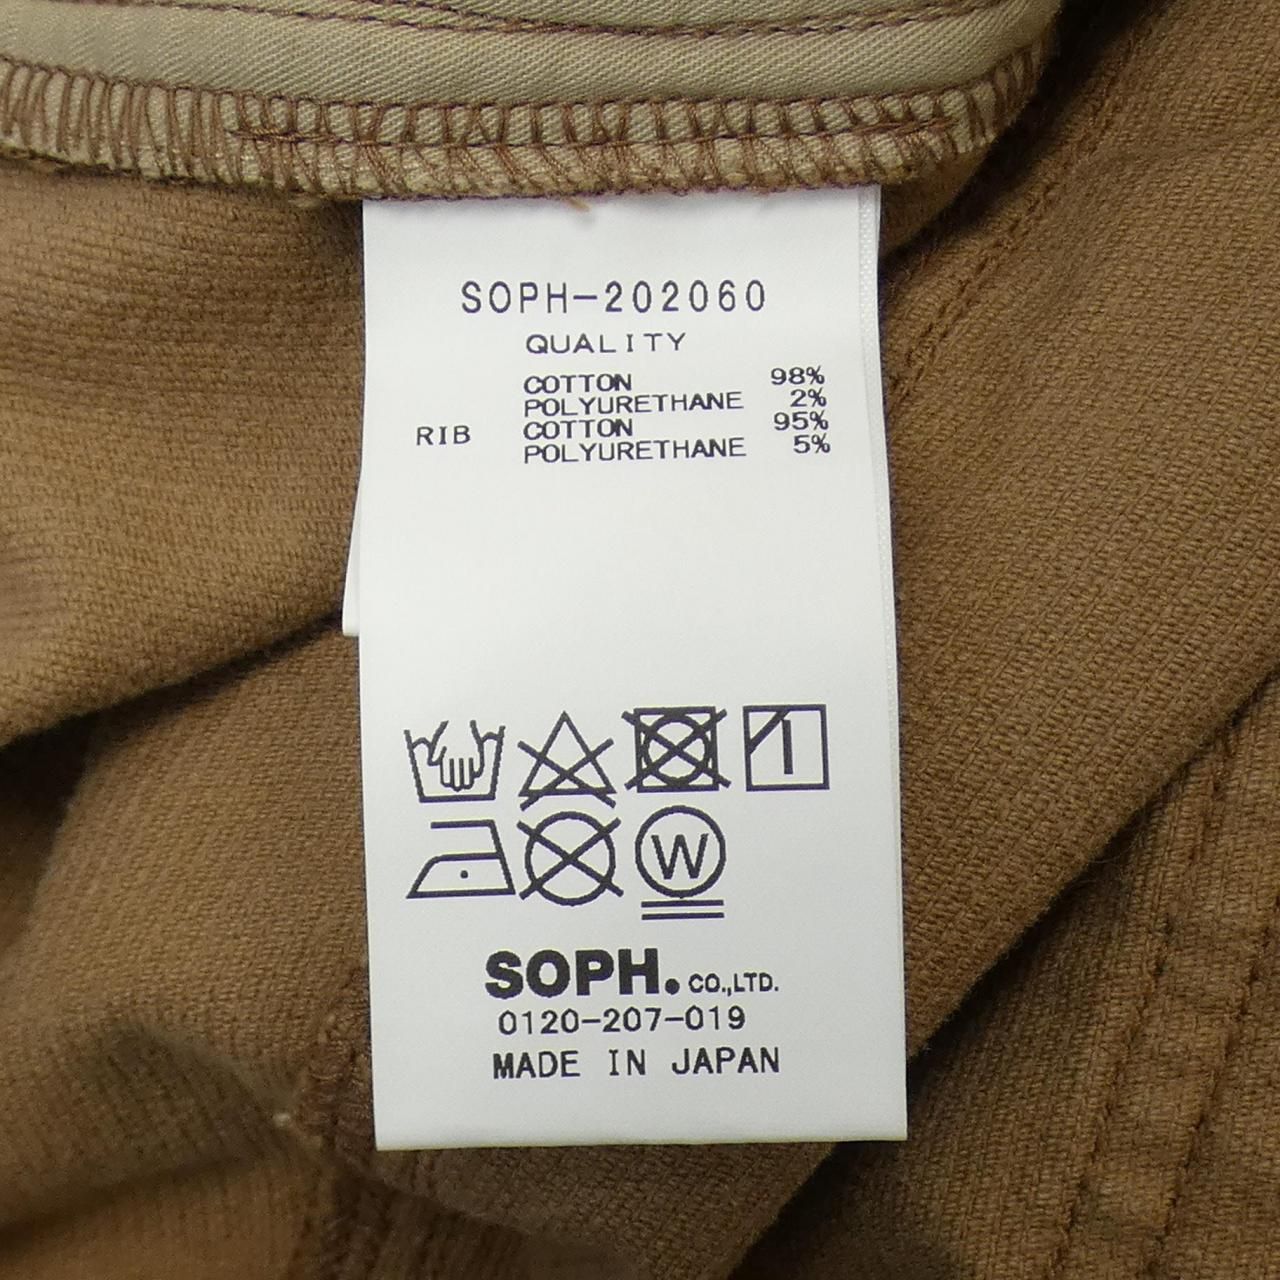 SOPH-202060
QUALITY
COTTON 98%
POLYURETHANE 2%
RIB COTTON 95%
POLYURETHANE 5%
W
SOPH. CO.,LTD.
0120-207-019
MADE IN JAPAN